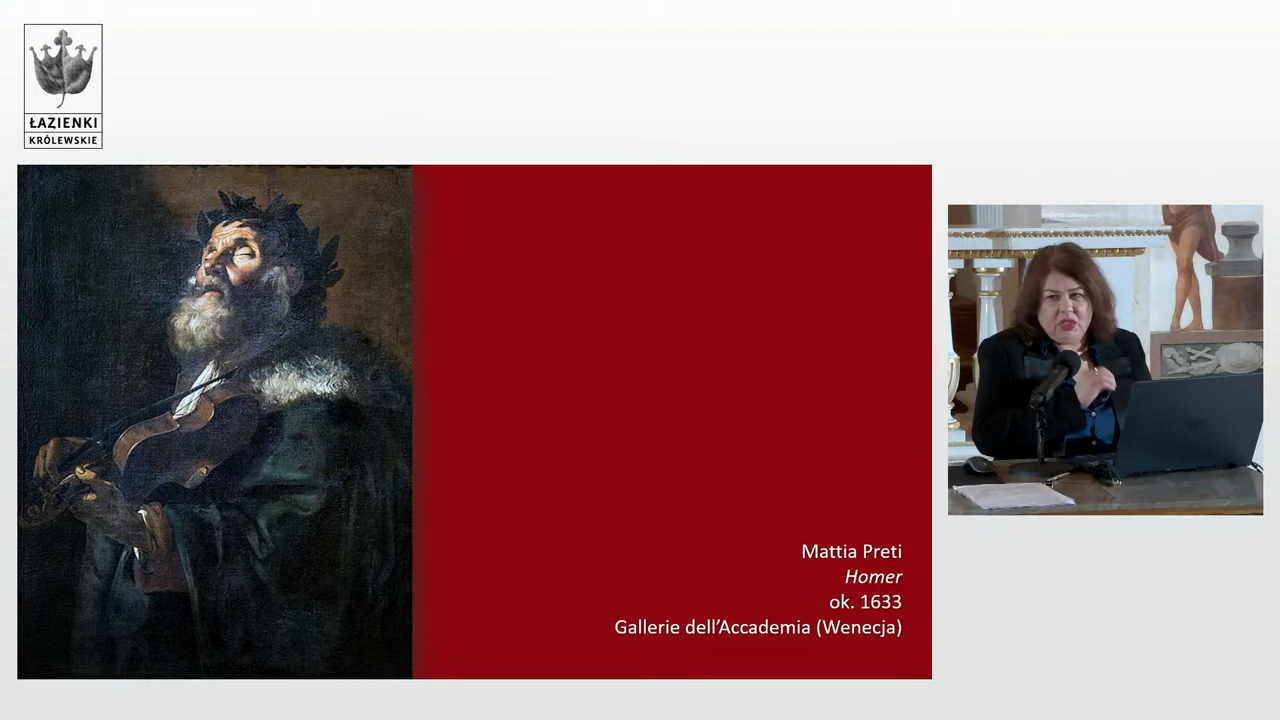 ŁAZIENKI
KRÓLEWSKIE
Mattia Preti
Homer
ok. 1633
Gallerie dell’Accademia (Wenecja)